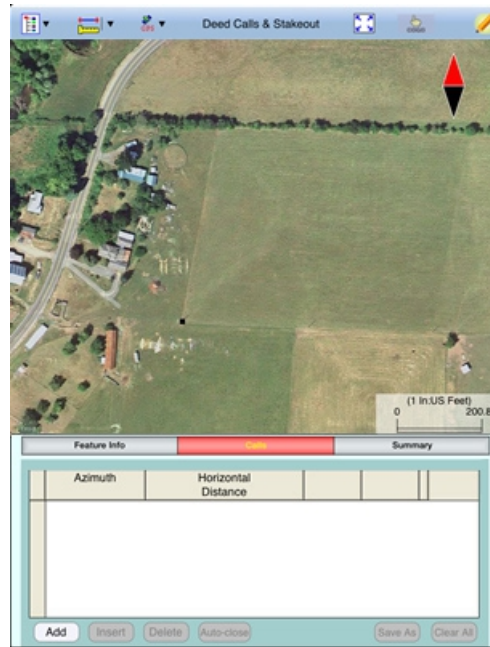 GPS
Deed Calls & Stakeout
(1 In:US Feet)
0 200.8
Feature Info Calls Summary
Azimuth Horizontal
Distance
Add Insert Delete Auto-close Save As Clear All